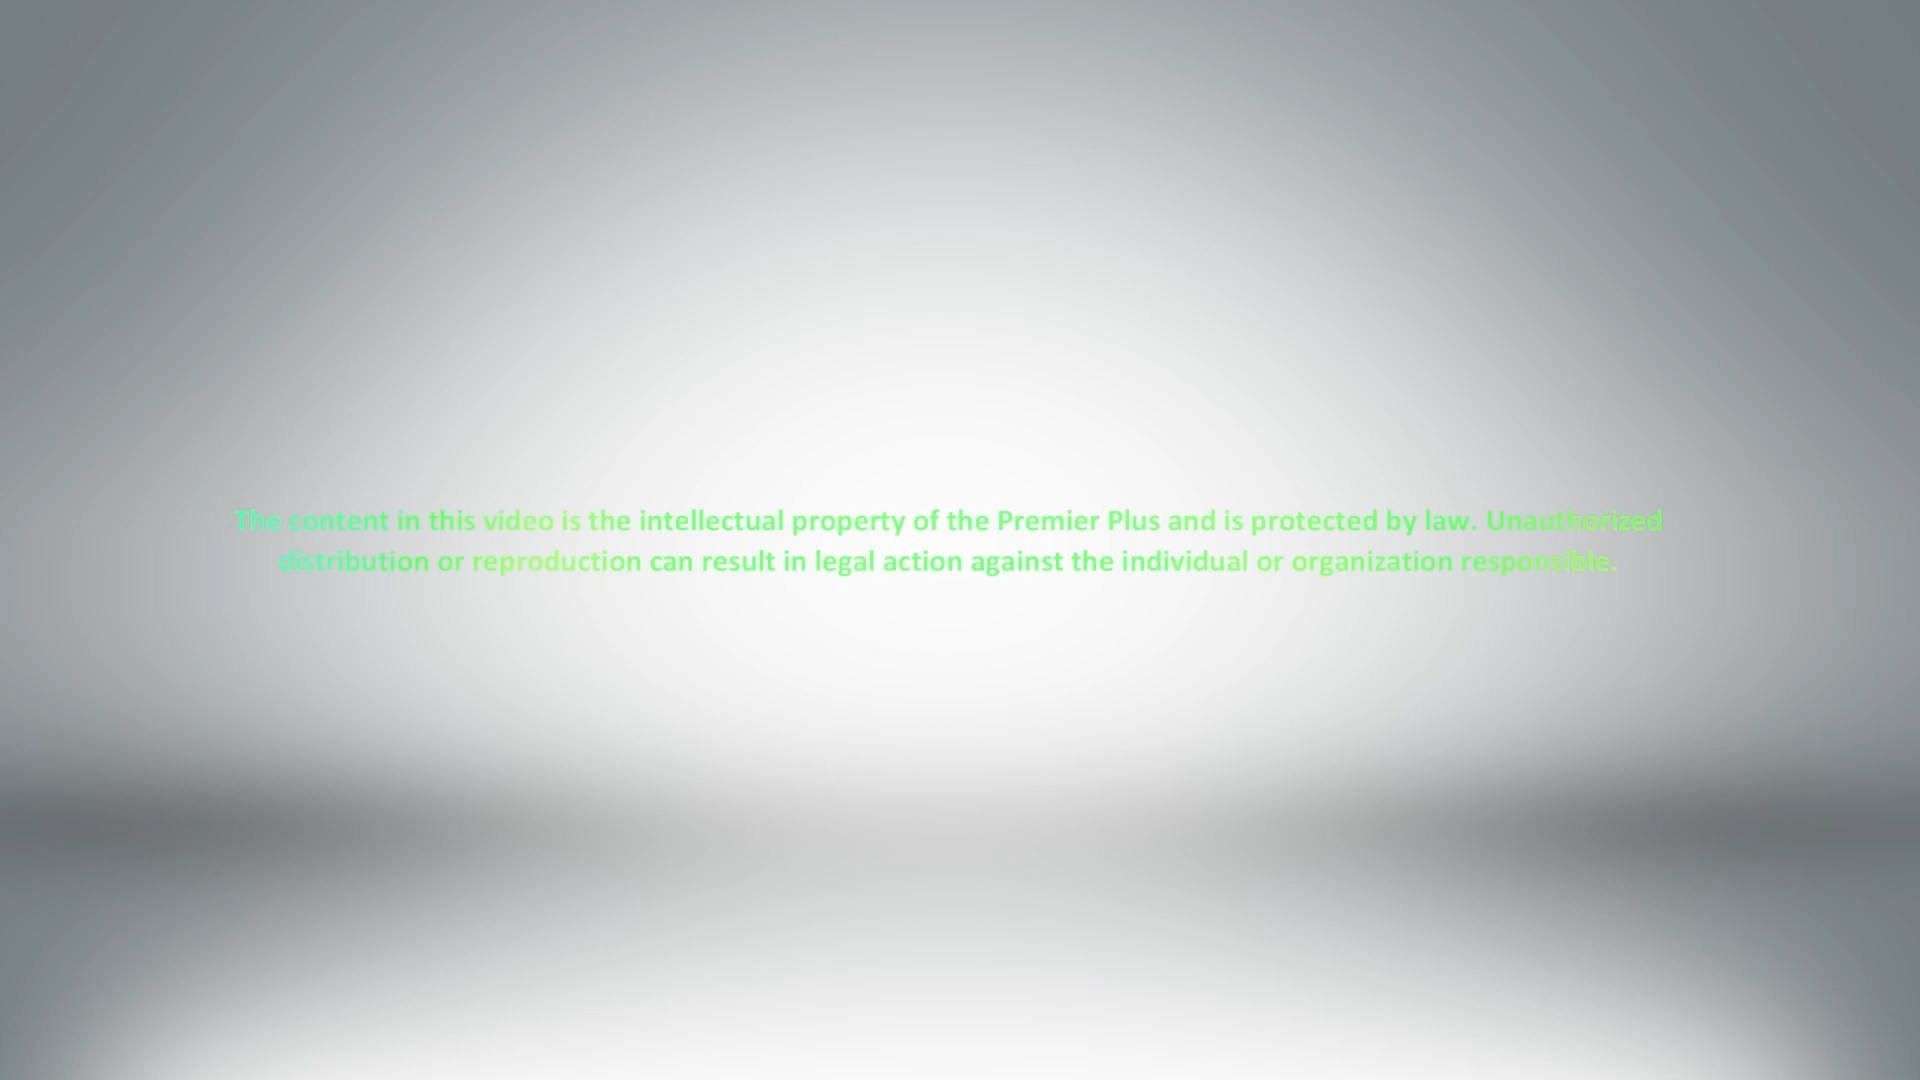 The content in this video is the intellectual property of the Premier Plus and is protected by law. Unauthorized
distribution or reproduction can result in legal action against the individual or organization responsible.